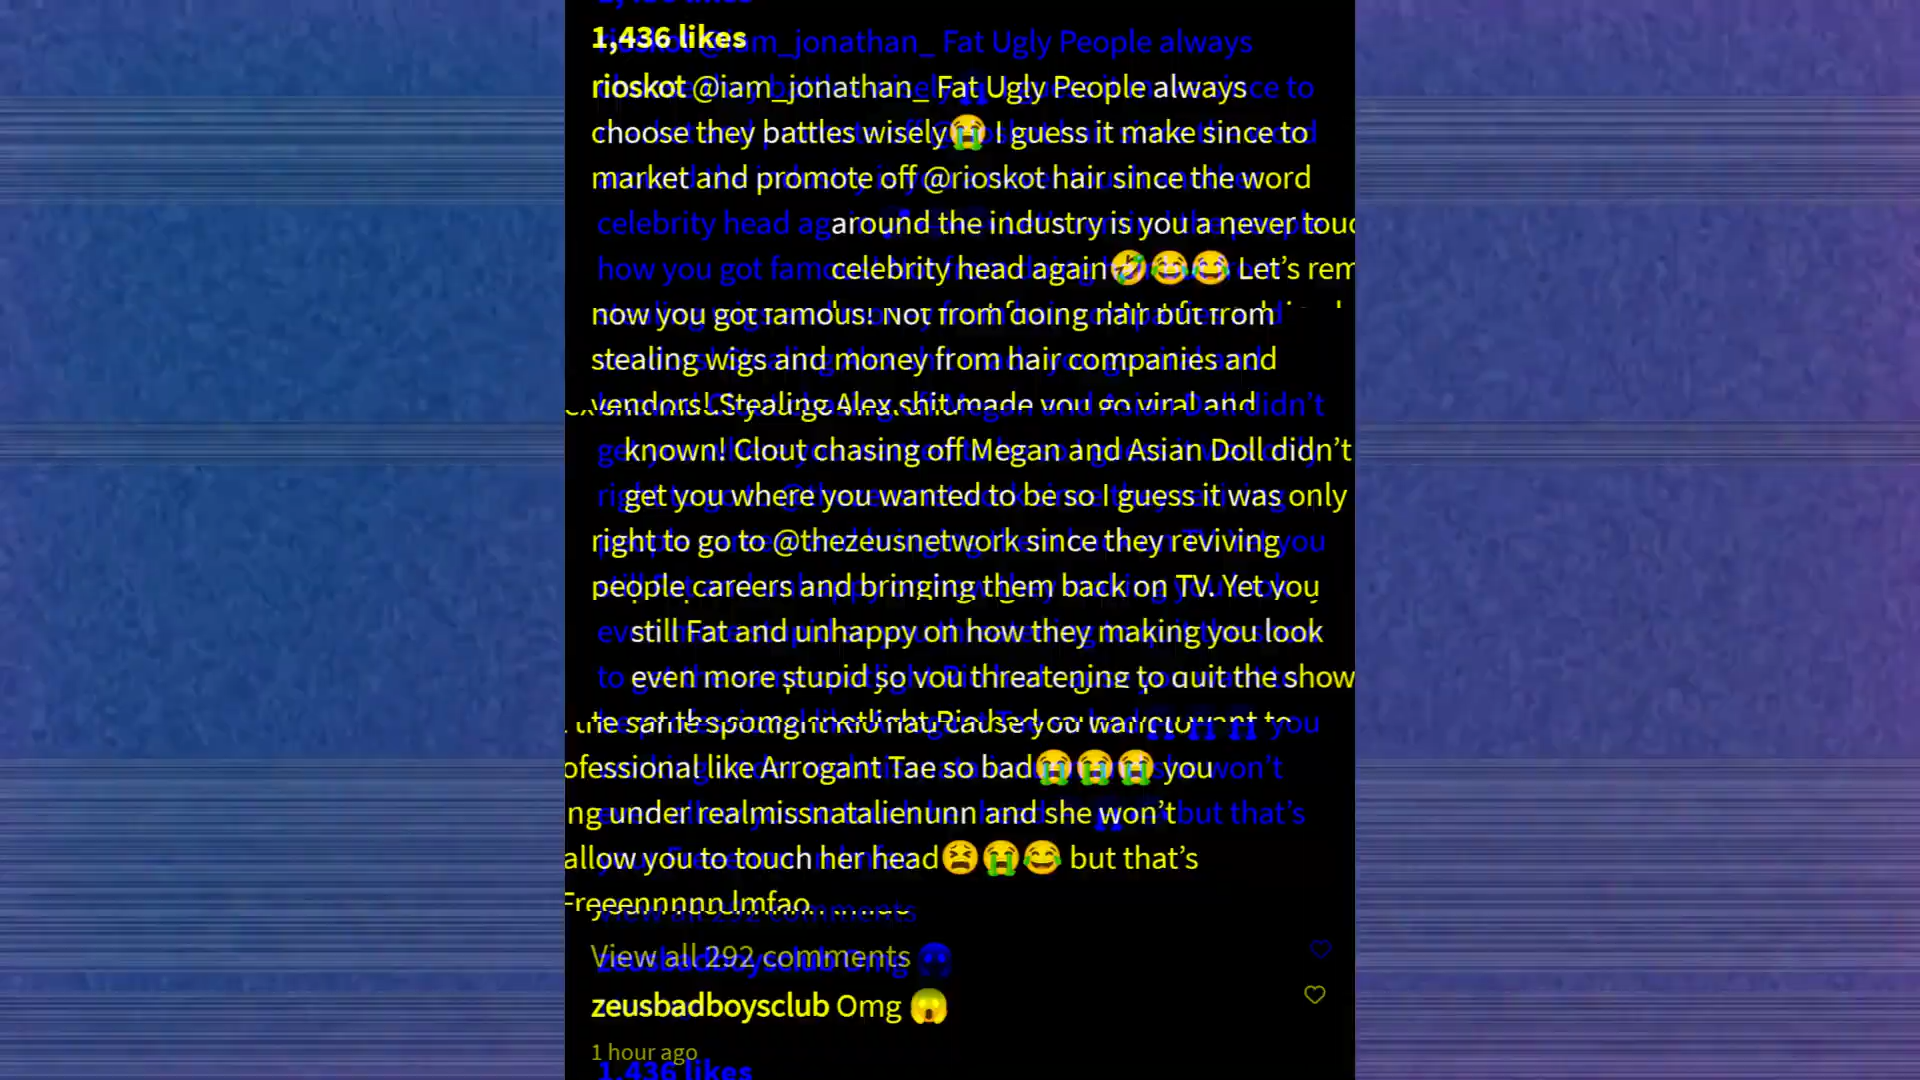 1,436 likes
rioskot @iam_jonathan_ Fat Ugly People always
choose they battles wisely😭 I guess it make since to
market and promote off @rioskot hair since the word
around the industry is you a never touc
celebrity head again🤣😂😂 Let’s rem
how you got famous! Not from doing hair but from
stealing wigs and money from hair companies and
vendors! Stealing Alex shit made you go viral and
known! Clout chasing off Megan and Asian Doll didn’t
get you where you wanted to be so I guess it was only
right to go to @thezeusnetwork since they reviving
people careers and bringing them back on TV. Yet you
still Fat and unhappy on how they making you look
even more stupid so you threatening to quit the show
ofessional like Arrogant Tae so bad😭😭😭 you
ng under realmissnatalienunn and she won’t
allow you to touch her head😫😭😂 but that’s
Freeennnnn lmfao
View all 292 comments
zeusbadboysclub Omg 😱
1 hour ago
1,436 likes